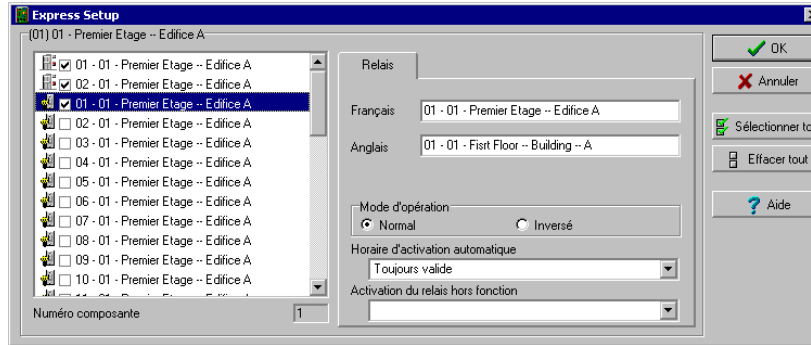 Express Setup
(01) 01 - Premier Etage -- Edifice A
01 - 01 - Premier Etage -- Edifice A
02 - 01 - Premier Etage -- Edifice A
01 - 01 - Premier Etage -- Edifice A
02 - 01 - Premier Etage -- Edifice A
03 - 01 - Premier Etage -- Edifice A
04 - 01 - Premier Etage -- Edifice A
05 - 01 - Premier Etage -- Edifice A
06 - 01 - Premier Etage -- Edifice A
07 - 01 - Premier Etage -- Edifice A
08 - 01 - Premier Etage -- Edifice A
09 - 01 - Premier Etage -- Edifice A
10 - 01 - Premier Etage -- Edifice A
Numéro composante 1
Relais
Français 01 - 01 - Premier Etage -- Edifice A
Anglais 01 - 01 - Fisrt Floor -- Building -- A
Mode d'opération
Normal Inversé
Horaire d'activation automatique
Toujours valide
Activation du relais hors fonction
OK
Annuler
Sélectionner to
Effacer tout
Aide